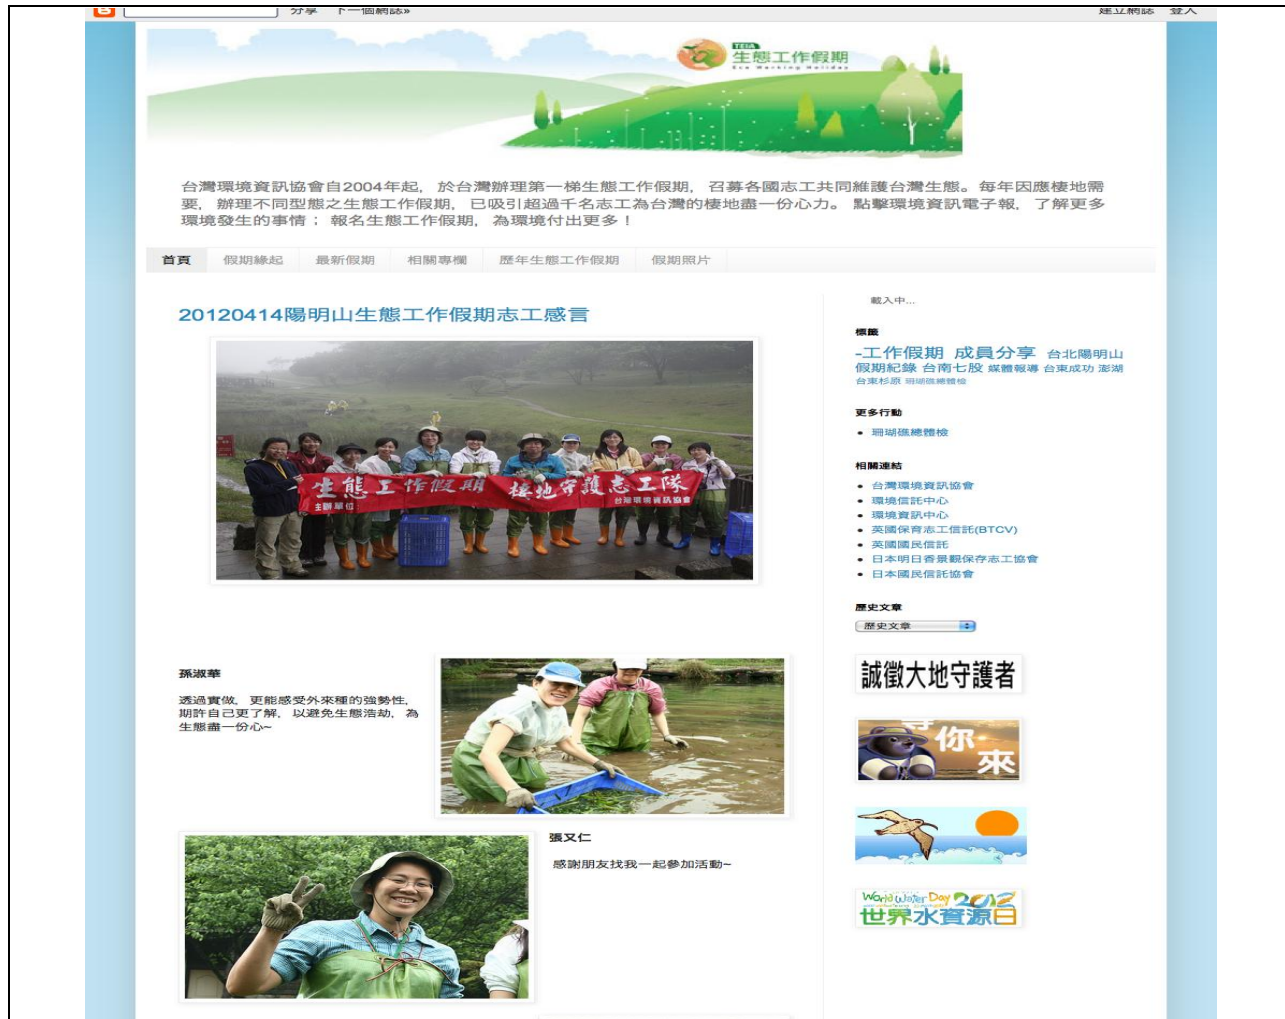 分享 下一個網誌»
建立網誌 登入
TEIA
生態工作假期
Eco Working Holiday
台灣環境資訊協會自2004年起，於台灣辦理第一梯生態工作假期，召募各國志工共同維護台灣生態。每年因應棲地需
要，辦理不同型態之生態工作假期，已吸引超過千名志工為台灣的棲地盡一份心力。 點擊環境資訊電子報，了解更多
環境發生的事情； 報名生態工作假期，為環境付出更多！
首頁 假期緣起 最新假期 相關專欄 歷年生態工作假期 假期照片
20120414陽明山生態工作假期志工感言
生態工作假期 棲地守護志工隊
主辦單位: 台灣環境資訊協會
孫淑華
透過實做，更能感受外來種的強勢性，
期許自己更了解，以避免生態浩劫，為
生態盡一份心~
張又仁
感謝朋友找我一起參加活動~
載入中...
標籤
-工作假期 成員分享 台北陽明山
假期紀錄 台南七股 媒體報導 台東成功 澎湖
台東杉原 珊瑚礁總體檢
更多行動
• 珊瑚礁總體檢
相關連結
• 台灣環境資訊協會
• 環境信託中心
• 環境資訊中心
• 英國保育志工信託(BTCV)
• 英國國民信託
• 日本明日香景觀保存志工協會
• 日本國民信託協會
歷史文章
歷史文章
誠徵大地守護者
等你來
World Water Day 2012
世界水資源日